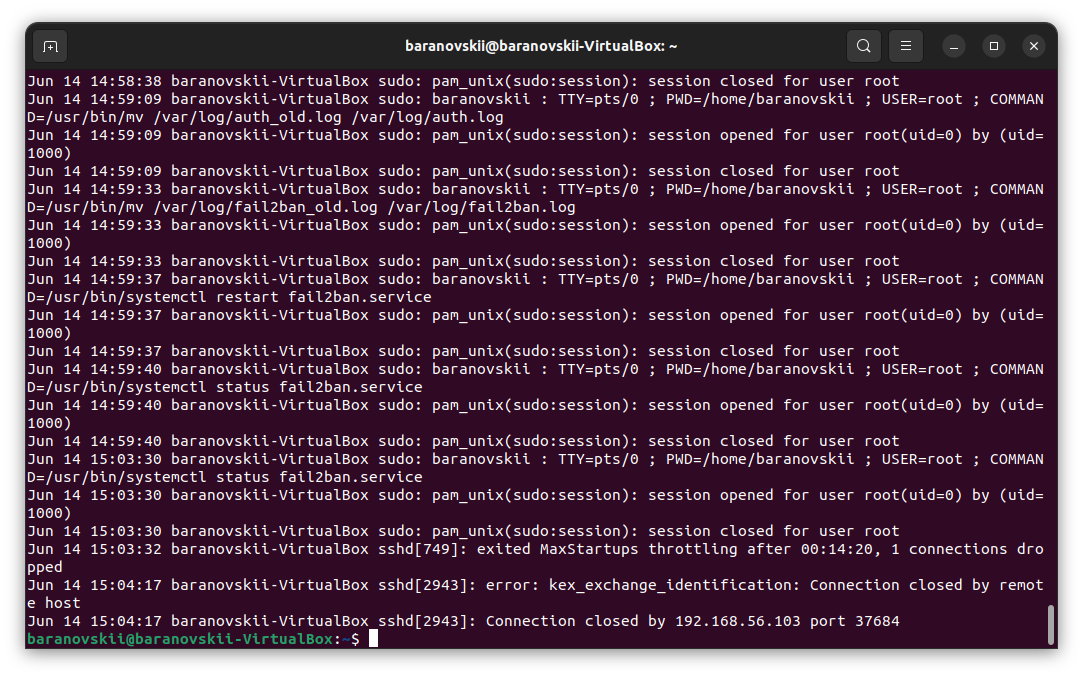 baranovskii@baranovskii-VirtualBox: ~
Jun 14 14:58:38 baranovskii-VirtualBox sudo: pam_unix(sudo:session): session closed for user root
Jun 14 14:59:09 baranovskii-VirtualBox sudo: baranovskii : TTY=pts/0 ; PWD=/home/baranovskii ; USER=root ; COMMAN
D=/usr/bin/mv /var/log/auth_old.log /var/log/auth.log
Jun 14 14:59:09 baranovskii-VirtualBox sudo: pam_unix(sudo:session): session opened for user root(uid=0) by (uid=
1000)
Jun 14 14:59:09 baranovskii-VirtualBox sudo: pam_unix(sudo:session): session closed for user root
Jun 14 14:59:33 baranovskii-VirtualBox sudo: baranovskii : TTY=pts/0 ; PWD=/home/baranovskii ; USER=root ; COMMAN
D=/usr/bin/mv /var/log/fail2ban_old.log /var/log/fail2ban.log
Jun 14 14:59:33 baranovskii-VirtualBox sudo: pam_unix(sudo:session): session opened for user root(uid=0) by (uid=
1000)
Jun 14 14:59:33 baranovskii-VirtualBox sudo: pam_unix(sudo:session): session closed for user root
Jun 14 14:59:37 baranovskii-VirtualBox sudo: baranovskii : TTY=pts/0 ; PWD=/home/baranovskii ; USER=root ; COMMAN
D=/usr/bin/systemctl restart fail2ban.service
Jun 14 14:59:37 baranovskii-VirtualBox sudo: pam_unix(sudo:session): session opened for user root(uid=0) by (uid=
1000)
Jun 14 14:59:37 baranovskii-VirtualBox sudo: pam_unix(sudo:session): session closed for user root
Jun 14 14:59:40 baranovskii-VirtualBox sudo: baranovskii : TTY=pts/0 ; PWD=/home/baranovskii ; USER=root ; COMMAN
D=/usr/bin/systemctl status fail2ban.service
Jun 14 14:59:40 baranovskii-VirtualBox sudo: pam_unix(sudo:session): session opened for user root(uid=0) by (uid=
1000)
Jun 14 14:59:40 baranovskii-VirtualBox sudo: pam_unix(sudo:session): session closed for user root
Jun 14 15:03:30 baranovskii-VirtualBox sudo: baranovskii : TTY=pts/0 ; PWD=/home/baranovskii ; USER=root ; COMMAN
D=/usr/bin/systemctl status fail2ban.service
Jun 14 15:03:30 baranovskii-VirtualBox sudo: pam_unix(sudo:session): session opened for user root(uid=0) by (uid=
1000)
Jun 14 15:03:30 baranovskii-VirtualBox sudo: pam_unix(sudo:session): session closed for user root
Jun 14 15:03:32 baranovskii-VirtualBox sshd[749]: exited MaxStartups throttling after 00:14:20, 1 connections dro
pped
Jun 14 15:04:17 baranovskii-VirtualBox sshd[2943]: error: kex_exchange_identification: Connection closed by remot
e host
Jun 14 15:04:17 baranovskii-VirtualBox sshd[2943]: Connection closed by 192.168.56.103 port 37684
baranovskii@baranovskii-VirtualBox:~$